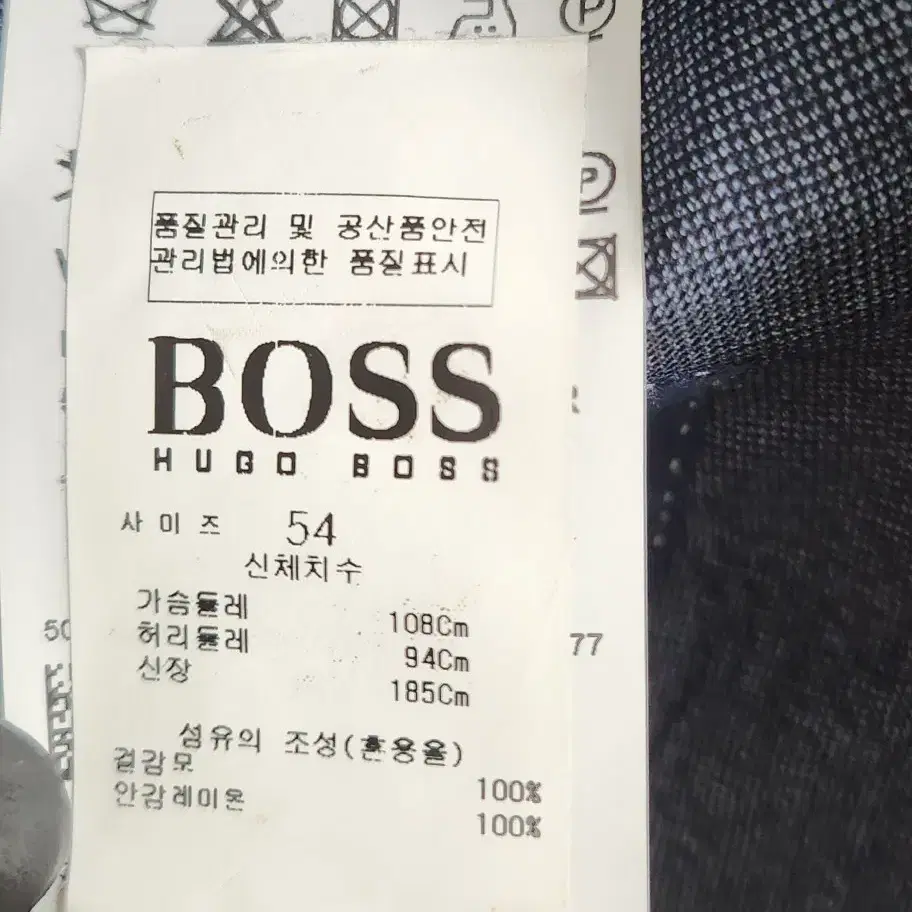 P
P
품질관리 및 공산품안전
관리법에의한 품질표시
BOSS
HUGO BOSS
사이즈 54
신체치수
가슴둘레 108Cm
허리둘레 94Cm
신장 185Cm
섬유의 조성(혼용율)
겉감모 100%
안감레이온 100%
50
77